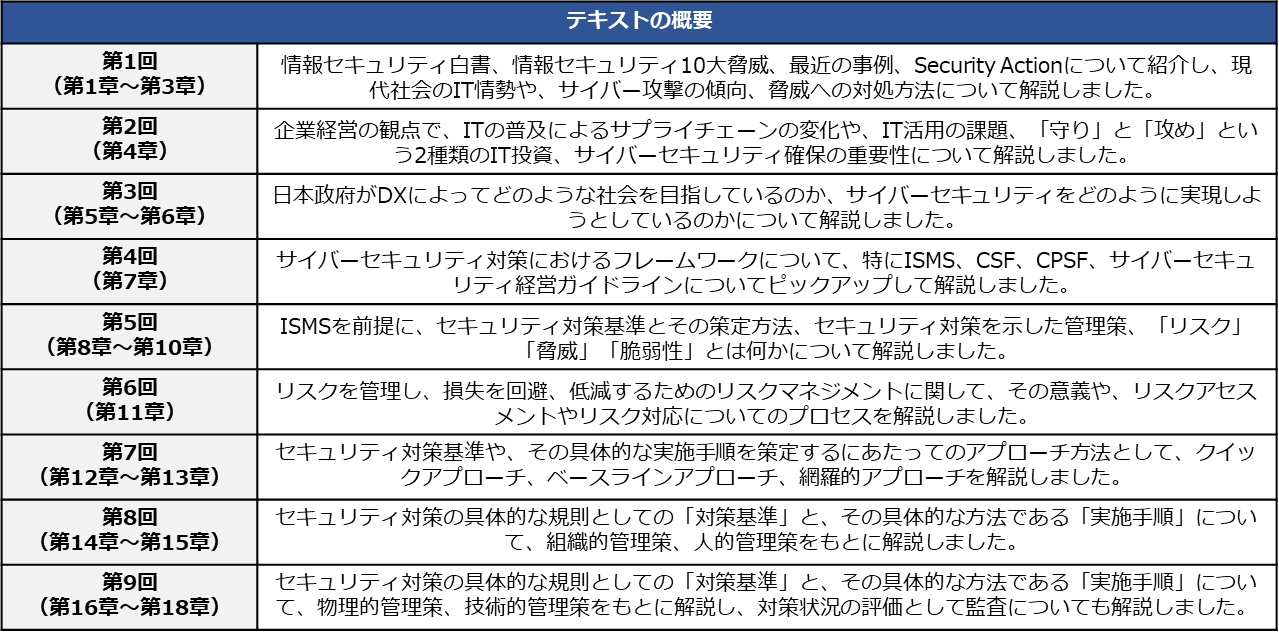 テキストの概要
第1回
（第1章～第3章）
情報セキュリティ白書、情報セキュリティ10大脅威、最近の事例、Security Actionについて紹介し、現
代社会のIT情勢や、サイバー攻撃の傾向、脅威への対処方法について解説しました。
第2回
（第4章）
企業経営の観点で、ITの普及によるサプライチェーンの変化や、IT活用の課題、「守り」と「攻め」とい
う2種類のIT投資、サイバーセキュリティ確保の重要性について解説しました。
第3回
（第5章～第6章）
日本政府がDXによってどのような社会を目指しているのか、サイバーセキュリティをどのように実現しよ
うとしているのかについて解説しました。
第4回
（第7章）
サイバーセキュリティ対策におけるフレームワークについて、特にISMS、CSF、CPSF、サイバーセキュ
リティ経営ガイドラインについてピックアップして解説しました。
第5回
（第8章～第10章）
ISMSを前提に、セキュリティ対策基準とその策定方法、セキュリティ対策を示した管理策、「リスク」
「脅威」「脆弱性」とは何かについて解説しました。
第6回
（第11章）
リスクを管理し、損失を回避、低減するためのリスクマネジメントに関して、その意義や、リスクアセス
メントやリスク対応についてのプロセスを解説しました。
第7回
（第12章～第13章）
セキュリティ対策基準や、その具体的な実施手順を策定するにあたってのアプローチ方法として、クイッ
クアプローチ、ベースラインアプローチ、網羅的アプローチを解説しました。
第8回
（第14章～第15章）
セキュリティ対策の具体的な規則としての「対策基準」と、その具体的な方法である「実施手順」につい
て、組織的管理策、人的管理策をもとに解説しました。
第9回
（第16章～第18章）
セキュリティ対策の具体的な規則としての「対策基準」と、その具体的な方法である「実施手順」につい
て、物理的管理策、技術的管理策をもとに解説し、対策状況の評価として監査についても解説しました。